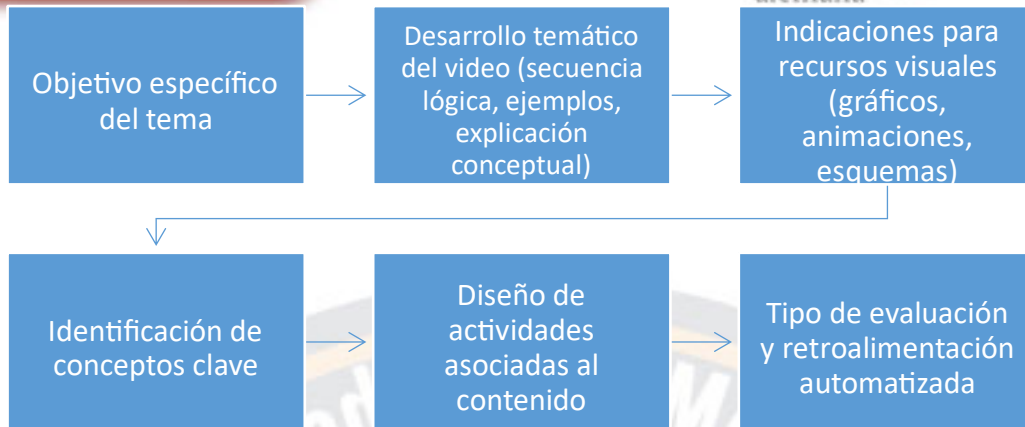 Objetivo específico
del tema
Desarrollo temático
del video (secuencia
lógica, ejemplos,
explicación
conceptual)
Indicaciones para
recursos visuales
(gráficos,
animaciones,
esquemas)
Identificación de
conceptos clave
Diseño de
actividades
asociadas al
contenido
Tipo de evaluación
y retroalimentación
automatizada